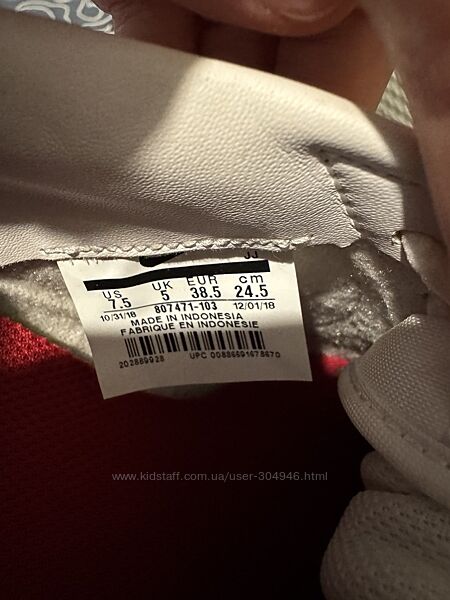 JJ
US UK EUR cm
7.5 5 38.5 24.5
10/31/18 807471-103 12/01/18
MADE IN INDONESIA
FABRIQUE EN INDONESIE
202889928 UPC 00886691678670
www.kidstaff.com.ua/user-304946.html